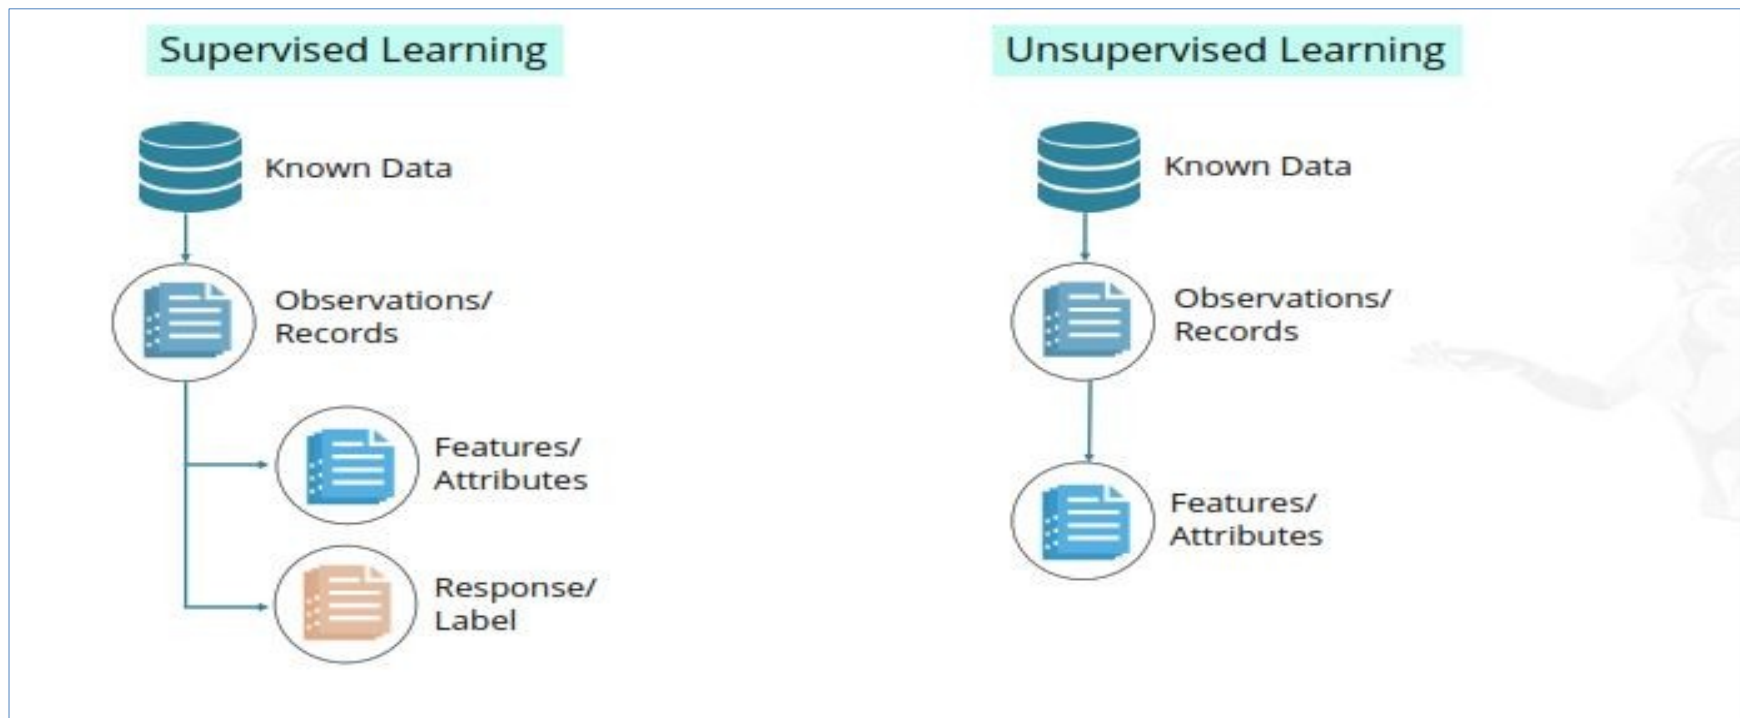 Supervised Learning
Known Data
Observations/
Records
Features/
Attributes
Response/
Label
Unsupervised Learning
Known Data
Observations/
Records
Features/
Attributes